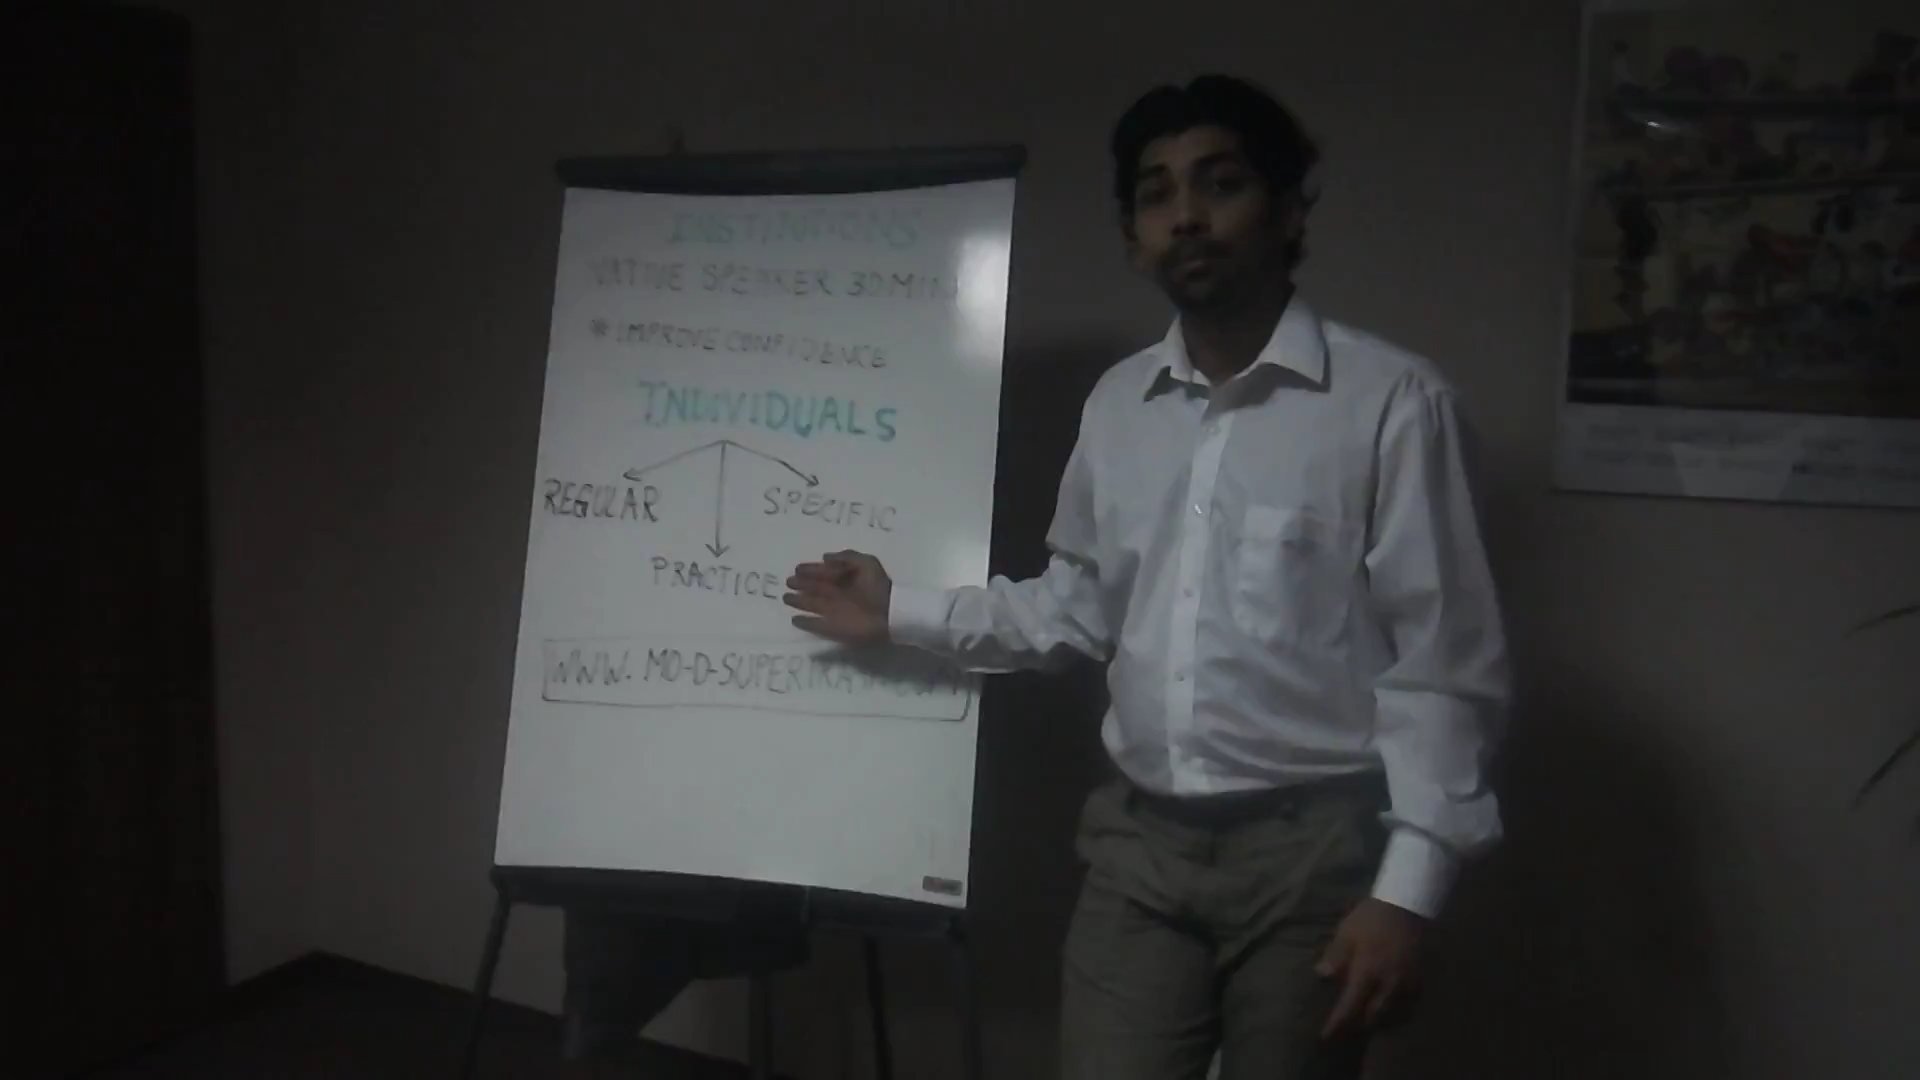 INSTITUTIONS
NATIVE SPEAKER 30MIN
* IMPROVE CONFIDENCE
INDIVIDUALS
REGULAR
SPECIFIC
PRACTICE